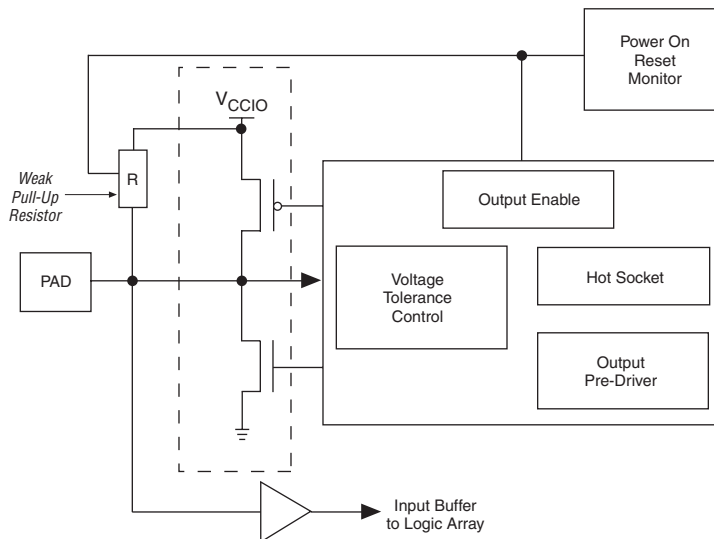 Power On
Reset
Monitor
VCCIO
Weak
Pull-Up
Resistor
R
Output Enable
PAD
Voltage
Tolerance
Control
Hot Socket
Output
Pre-Driver
Input Buffer
to Logic Array